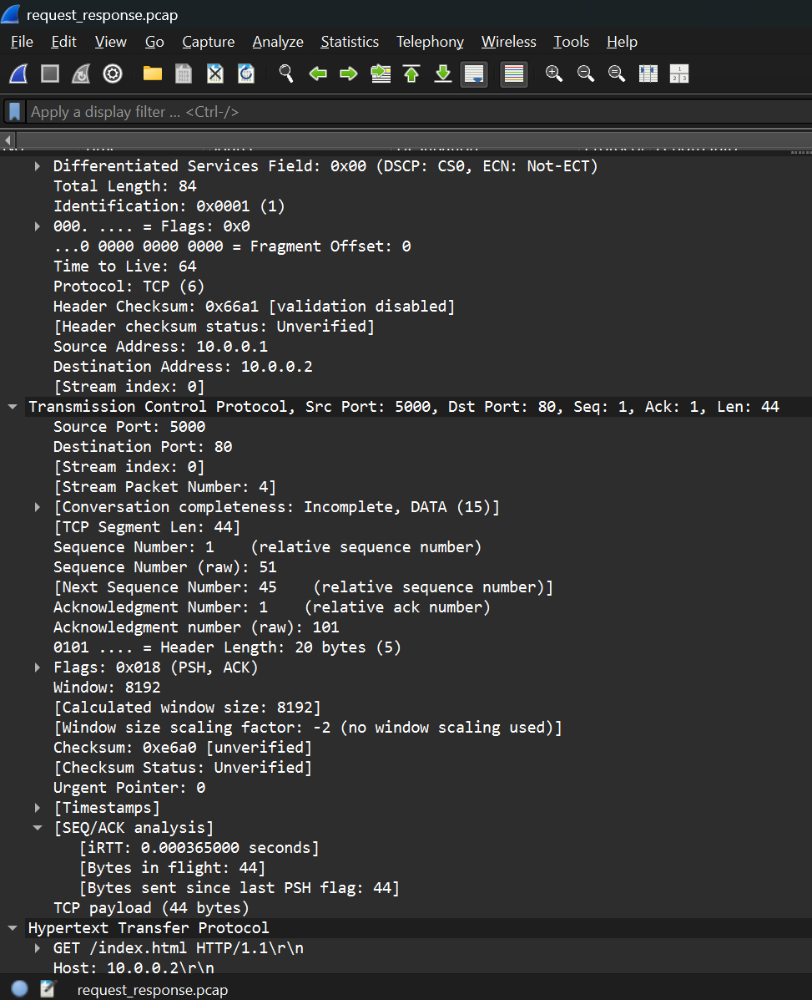 request_response.pcap
File Edit View Go Capture Analyze Statistics Telephony Wireless Tools Help
Apply a display filter ... <Ctrl-/>
Differentiated Services Field: 0x00 (DSCP: CS0, ECN: Not-ECT)
Total Length: 84
Identification: 0x0001 (1)
000. .... = Flags: 0x0
...0 0000 0000 0000 = Fragment Offset: 0
Time to Live: 64
Protocol: TCP (6)
Header Checksum: 0x66a1 [validation disabled]
[Header checksum status: Unverified]
Source Address: 10.0.0.1
Destination Address: 10.0.0.2
[Stream index: 0]
Transmission Control Protocol, Src Port: 5000, Dst Port: 80, Seq: 1, Ack: 1, Len: 44
Source Port: 5000
Destination Port: 80
[Stream index: 0]
[Stream Packet Number: 4]
[Conversation completeness: Incomplete, DATA (15)]
[TCP Segment Len: 44]
Sequence Number: 1    (relative sequence number)
Sequence Number (raw): 51
[Next Sequence Number: 45    (relative sequence number)]
Acknowledgment Number: 1    (relative ack number)
Acknowledgment number (raw): 101
0101 .... = Header Length: 20 bytes (5)
Flags: 0x018 (PSH, ACK)
Window: 8192
[Calculated window size: 8192]
[Window size scaling factor: -2 (no window scaling used)]
Checksum: 0xe6a0 [unverified]
[Checksum Status: Unverified]
Urgent Pointer: 0
[Timestamps]
[SEQ/ACK analysis]
[iRTT: 0.000365000 seconds]
[Bytes in flight: 44]
[Bytes sent since last PSH flag: 44]
TCP payload (44 bytes)
Hypertext Transfer Protocol
GET /index.html HTTP/1.1\r\n
Host: 10.0.0.2\r\n
request_response.pcap